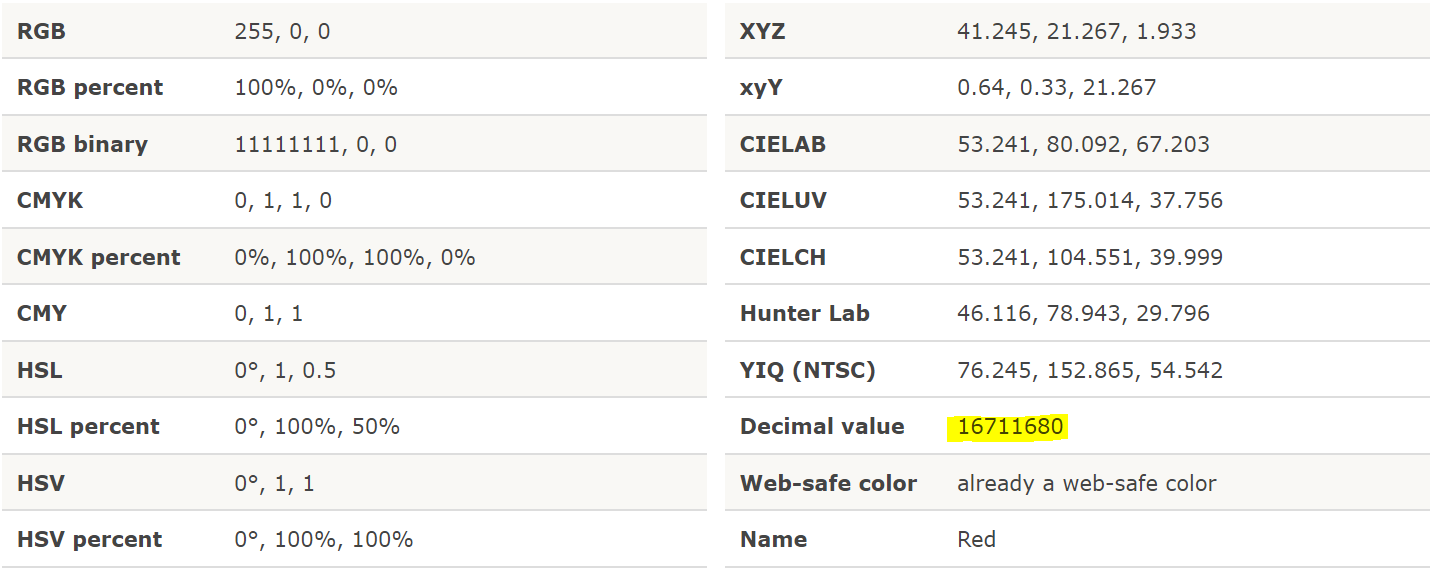 RGB 255, 0, 0
RGB percent 100%, 0%, 0%
RGB binary 11111111, 0, 0
CMYK 0, 1, 1, 0
CMYK percent 0%, 100%, 100%, 0%
CMY 0, 1, 1
HSL 0°, 1, 0.5
HSL percent 0°, 100%, 50%
HSV 0°, 1, 1
HSV percent 0°, 100%, 100%
XYZ 41.245, 21.267, 1.933
xyY 0.64, 0.33, 21.267
CIELAB 53.241, 80.092, 67.203
CIELUV 53.241, 175.014, 37.756
CIELCH 53.241, 104.551, 39.999
Hunter Lab 46.116, 78.943, 29.796
YIQ (NTSC) 76.245, 152.865, 54.542
Decimal value 16711680
Web-safe color already a web-safe color
Name Red